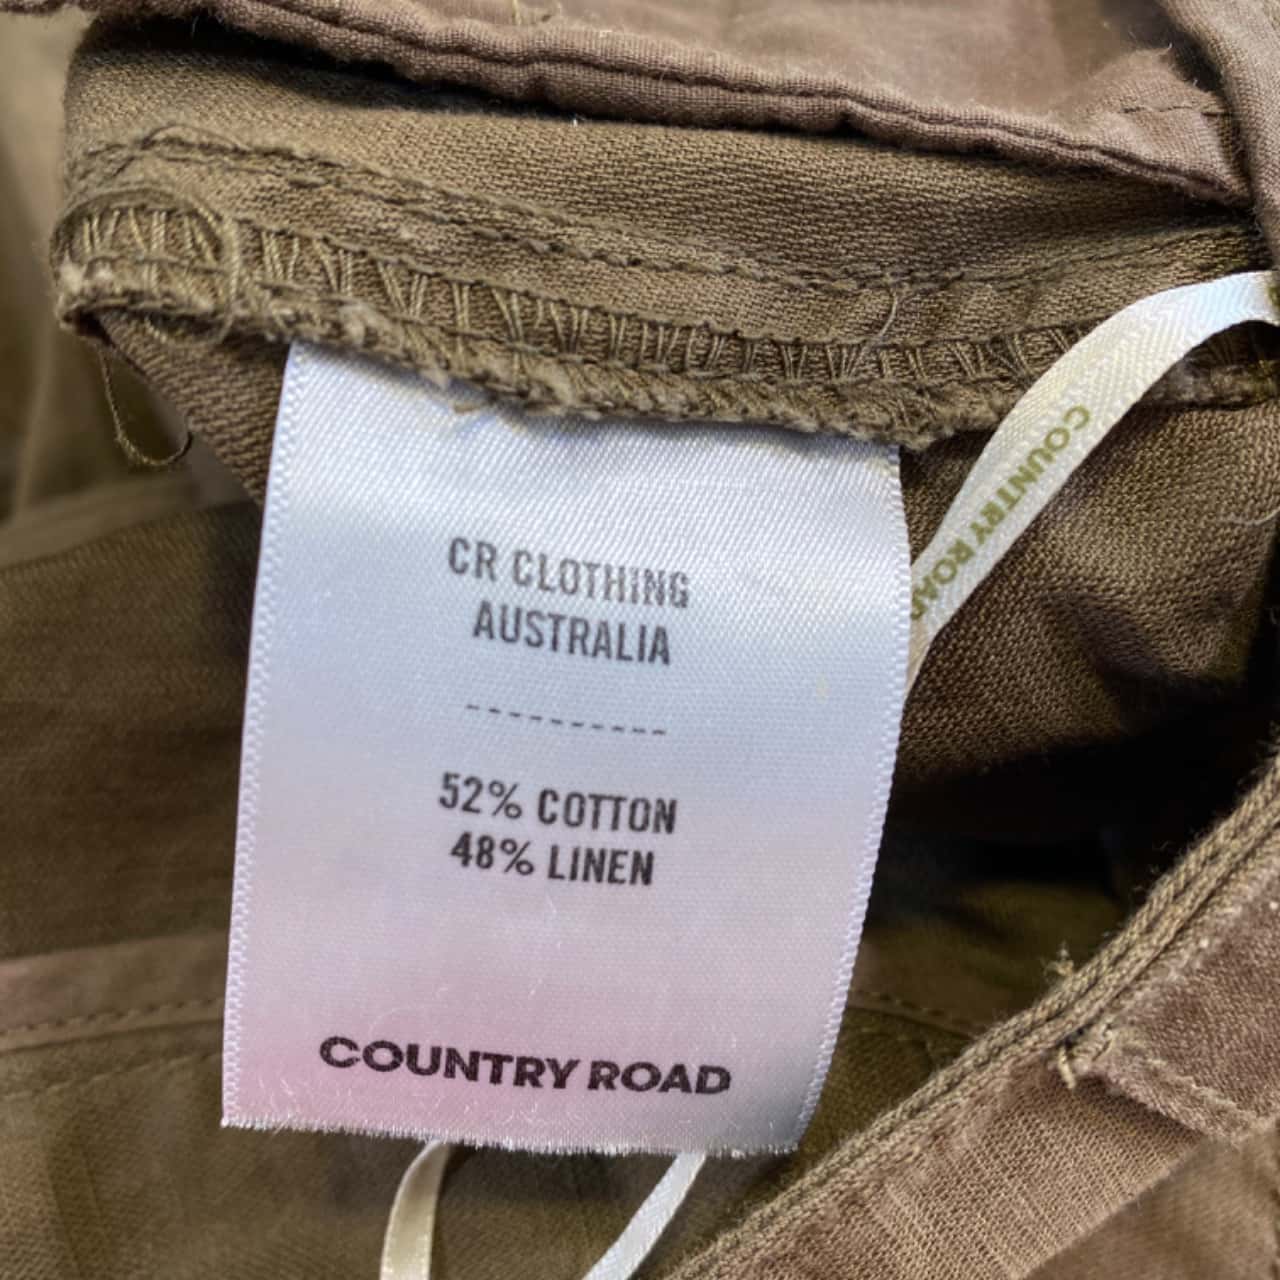 CR CLOTHING
AUSTRALIA
----------
52% COTTON
48% LINEN
COUNTRY ROAD
COUNTRY ROAD